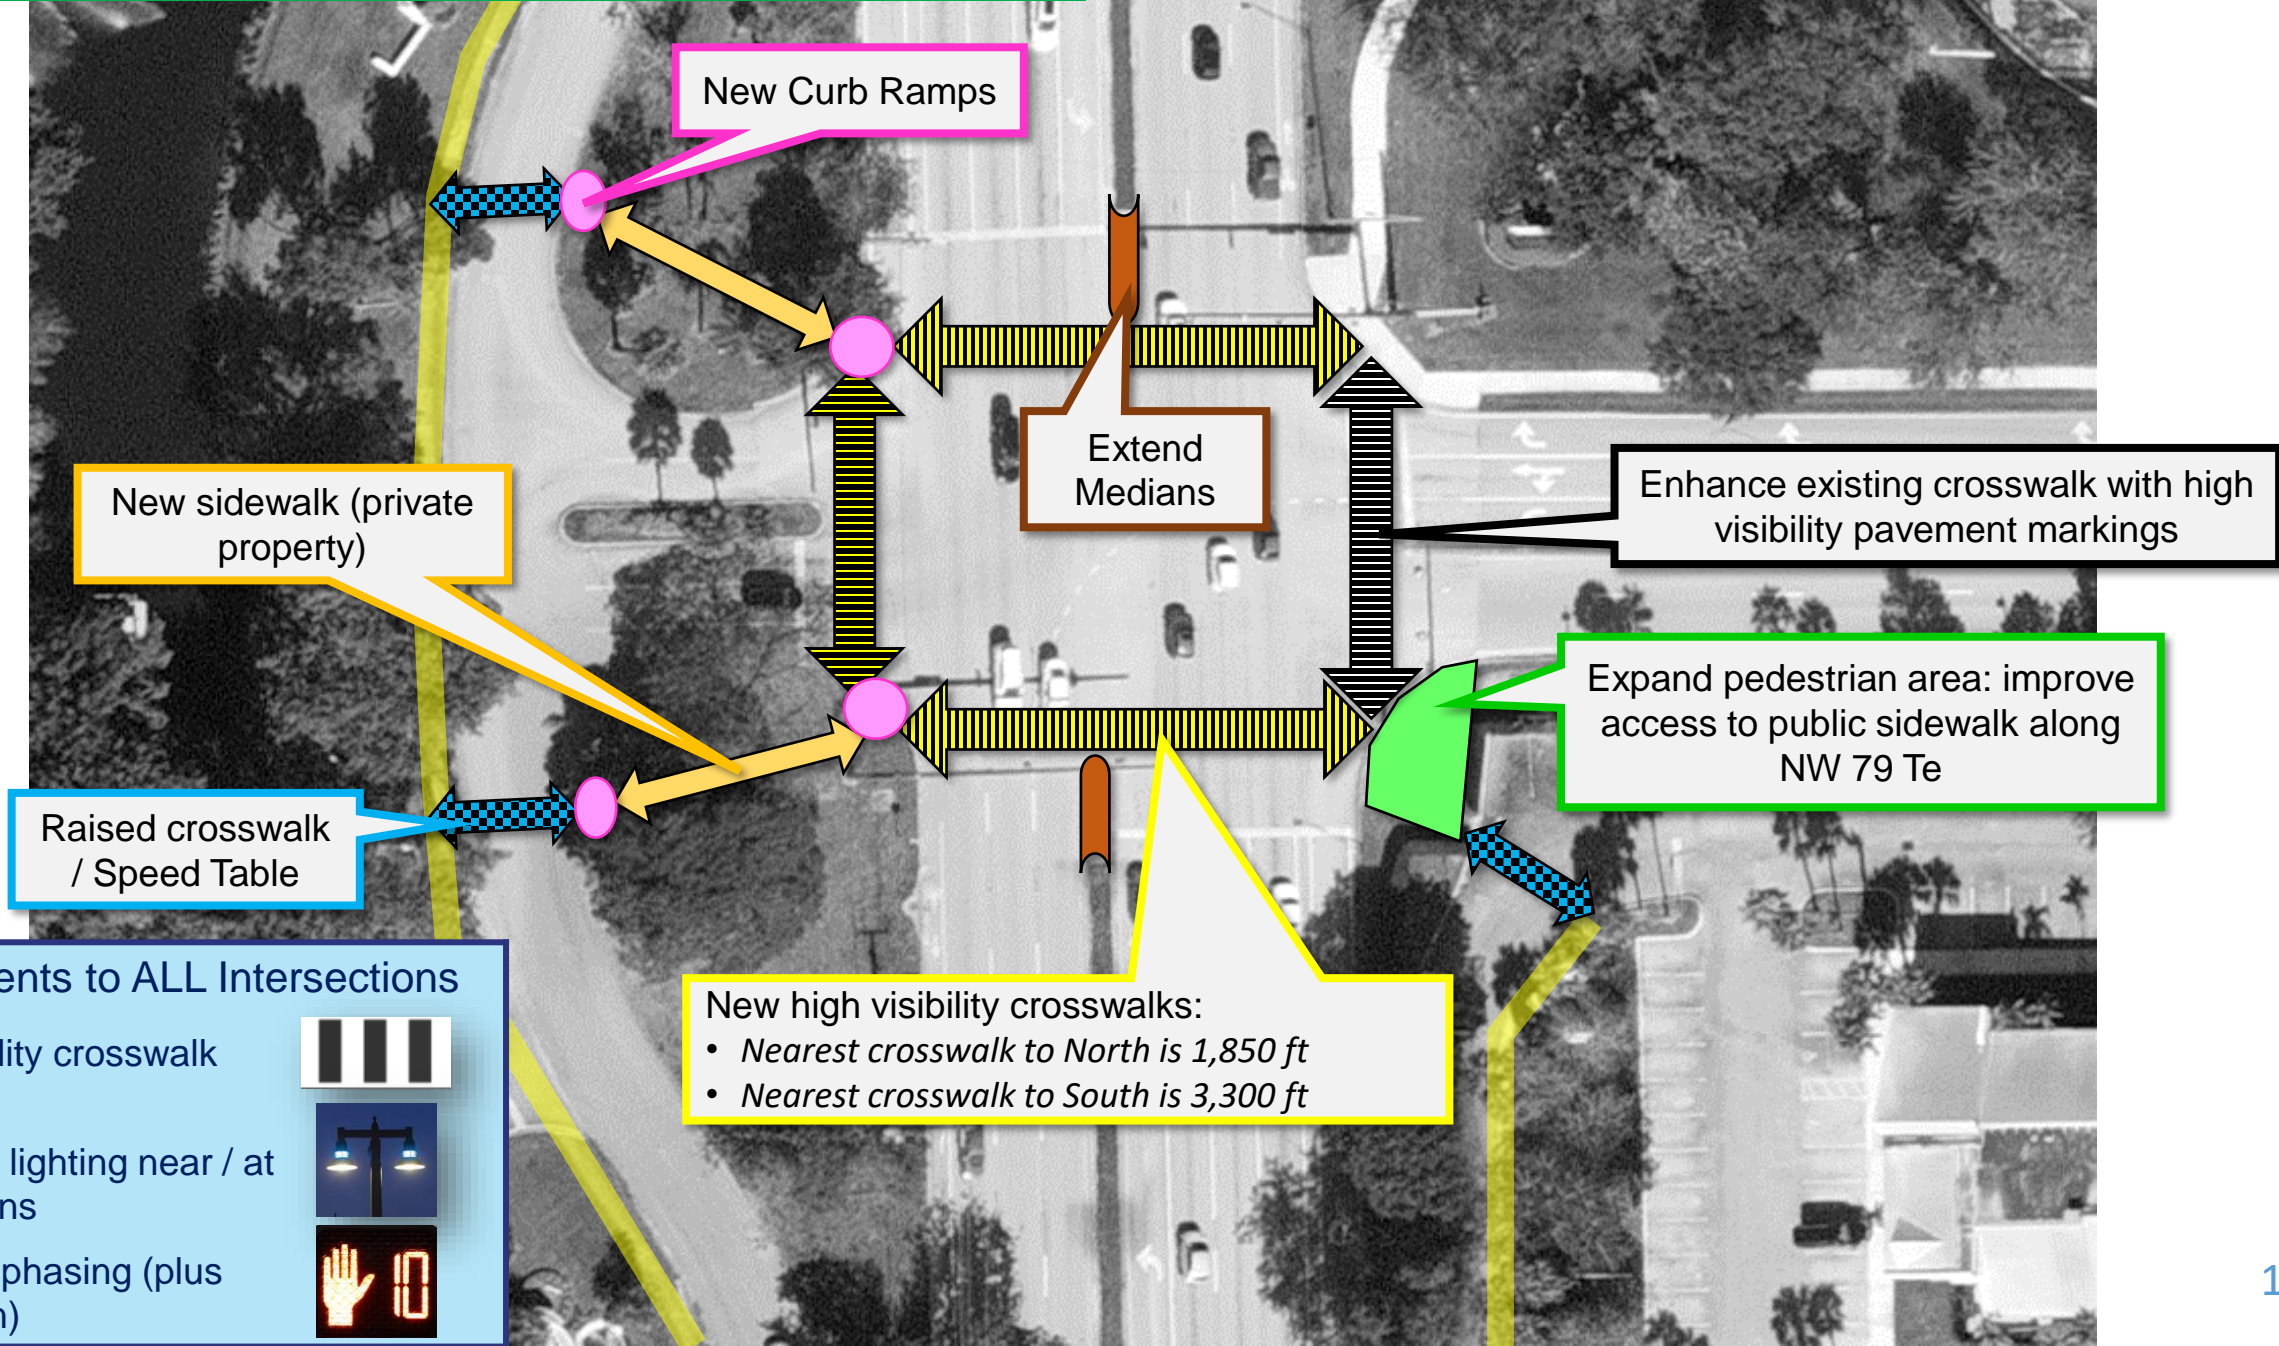 New Curb Ramps
Extend
Medians
New sidewalk (private
property)
Enhance existing crosswalk with high
visibility pavement markings
Expand pedestrian area: improve
access to public sidewalk along
NW 79 Te
Raised crosswalk
/ Speed Table
New high visibility crosswalks:
• Nearest crosswalk to North is 1,850 ft
• Nearest crosswalk to South is 3,300 ft
ents to ALL Intersections
lity crosswalk
lighting near / at
ns
phasing (plus
n)
10
1